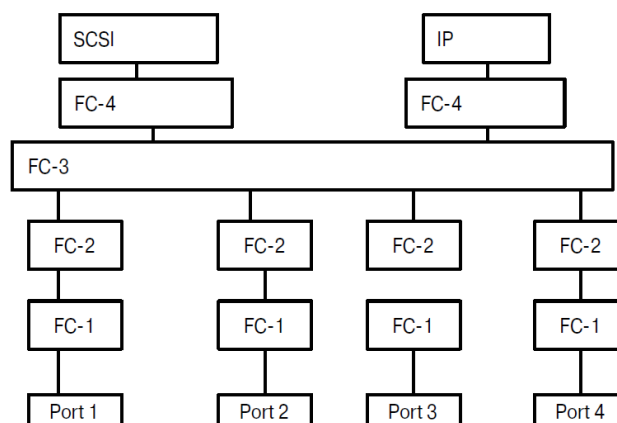 SCSI
IP
FC-4
FC-4
FC-3
FC-2
FC-2
FC-2
FC-2
FC-1
FC-1
FC-1
FC-1
Port 1
Port 2
Port 3
Port 4